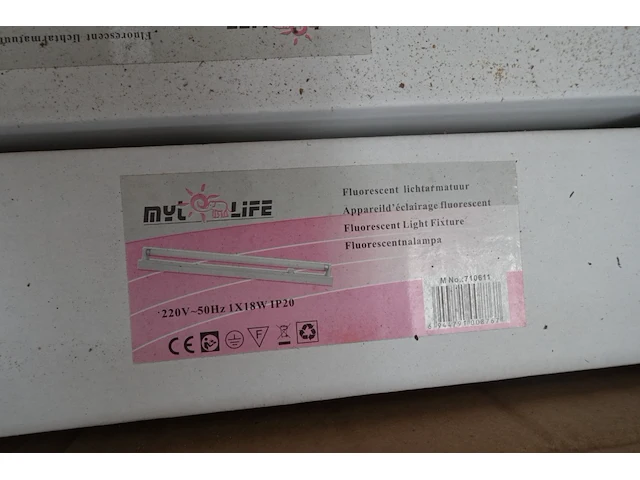 LIFE
Fluorescent lichtarmatuur
MYL LIFE
Fluorescent lichtarmatuur
Appareild'éclairage fluorescent
Fluorescent Light Fixture
Fluorescentnalampa
M No.:710611
220V~50Hz 1X18W IP20
CE F